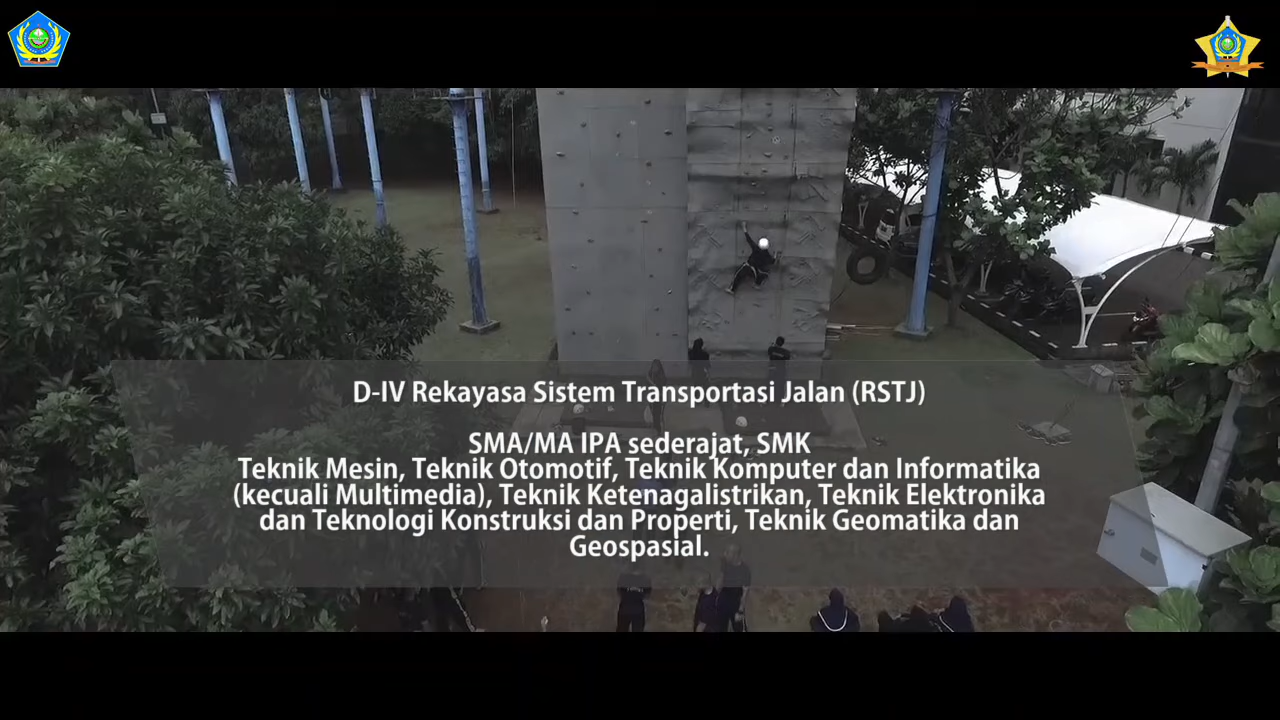 D-IV Rekayasa Sistem Transportasi Jalan (RSTJ)
SMA/MA IPA sederajat, SMK
Teknik Mesin, Teknik Otomotif, Teknik Komputer dan Informatika
(kecuali Multimedia), Teknik Ketenagalistrikan, Teknik Elektronika
dan Teknologi Konstruksi dan Properti, Teknik Geomatika dan
Geospasial.